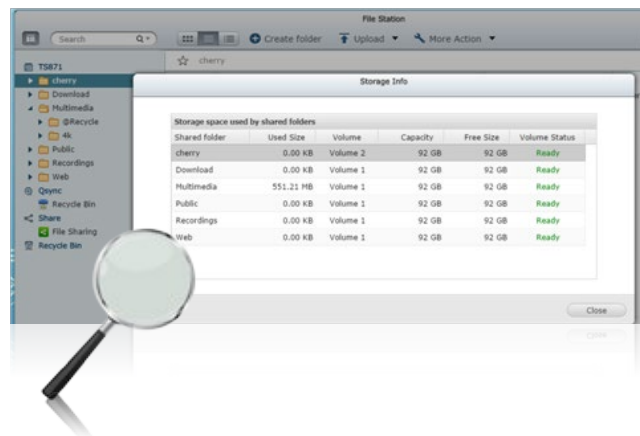 File Station
Search
Create folder
Upload
More Action
TS871
cherry
Download
Multimedia
@Recycle
4k
Public
Recordings
Web
Qsync
Recycle Bin
Share
File Sharing
Recycle Bin
cherry
Storage Info
Storage space used by shared folders
Shared folder Used Size Volume Capacity Free Size Volume Status
cherry 0.00 KB Volume 2 92 GB 92 GB Ready
Download 0.00 KB Volume 1 92 GB 92 GB Ready
Multimedia 551.21 MB Volume 1 92 GB 92 GB Ready
Public 0.00 KB Volume 1 92 GB 92 GB Ready
Recordings 0.00 KB Volume 1 92 GB 92 GB Ready
Web 0.00 KB Volume 1 92 GB 92 GB Ready
Close